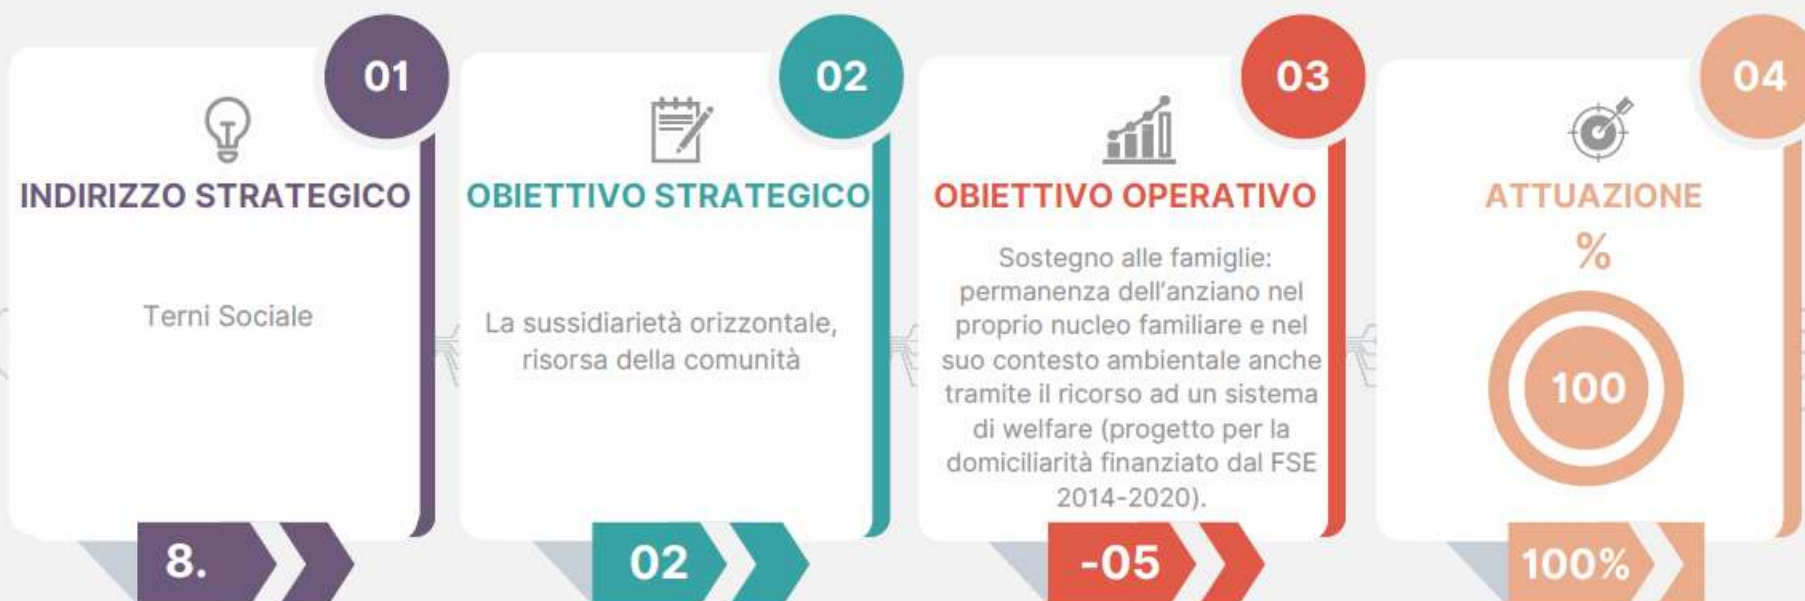 01
INDIRIZZO STRATEGICO
Terni Sociale
8.
02
OBIETTIVO STRATEGICO
La sussidiarietà orizzontale,
risorsa della comunità
02
03
OBIETTIVO OPERATIVO
Sostegno alle famiglie:
permanenza dell'anziano nel
proprio nucleo familiare e nel
suo contesto ambientale anche
tramite il ricorso ad un sistema
di welfare (progetto per la
domiciliarità finanziato dal FSE
2014-2020).
-05
04
ATTUAZIONE
%
100
100%